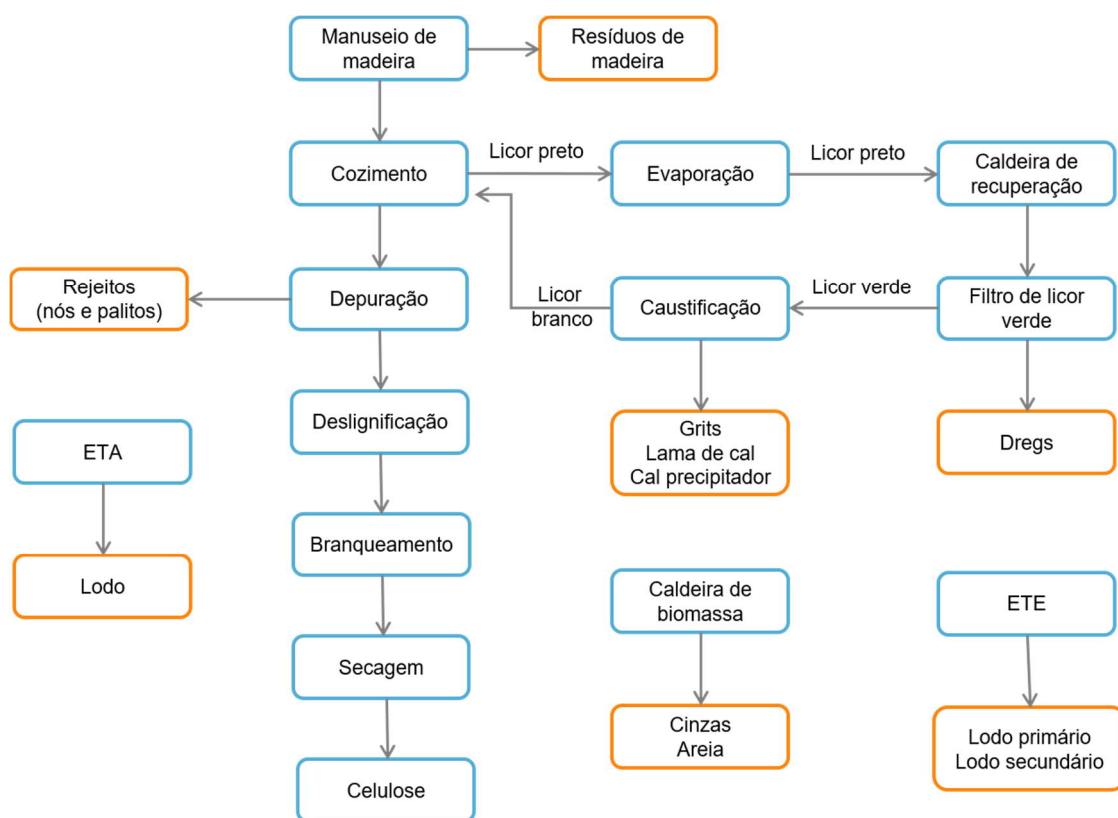 Manuseio de
madeira
Resíduos de
madeira
Cozimento
Licor preto
Evaporação
Licor preto
Caldeira de
recuperação
Rejeitos
(nós e palitos)
Depuração
Licor
branco
Caustificação
Licor verde
Filtro de licor
verde
Deslignificação
Grits
Lama de cal
Cal precipitador
Dregs
ETA
Lodo
Branqueamento
Caldeira de
biomassa
ETE
Secagem
Cinzas
Areia
Lodo primário
Lodo secundário
Celulose